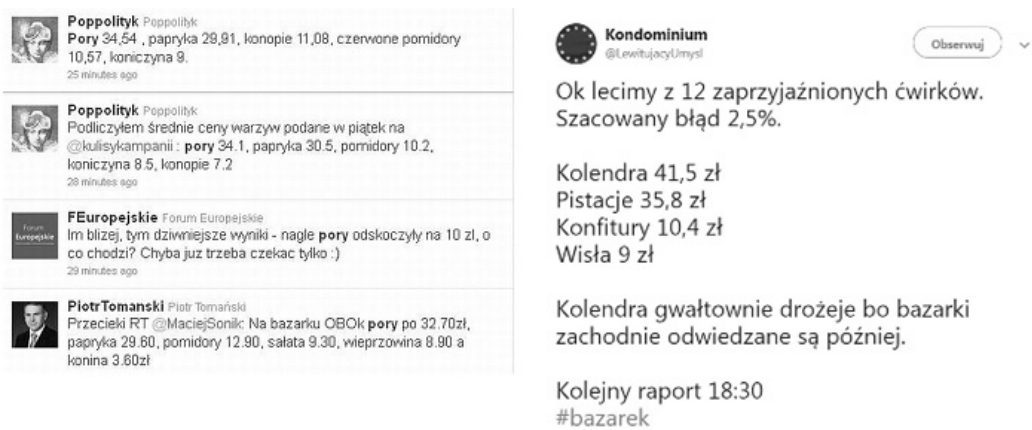 Poppolityk Poppolityk
Pory 34,54 , papryka 29,91, konopie 11,08, czerwone pomidory
10,57, koniczyna 9.
25 minutes ago
Poppolityk Poppolityk
Podliczyłem średnie ceny warzyw podane w piątek na
@kulisykampanii : pory 34.1, papryka 30.5, pomidory 10.2,
koniczyna 8.5, konopie 7.2
28 minutes ago
Forum
Europejskie
FEuropejskie Forum Europejskie
Im blizej, tym dziwniejsze wyniki - nagle pory odskoczyly na 10 zl, o
co chodzi? Chyba juz trzeba czekac tylko :)
29 minutes ago
PiotrTomanski Piotr Tomański
Przecieki RT @MaciejSonik: Na bazarku OBOk pory po 32.70zł,
papryka 29.60, pomidory 12.90, sałata 9.30, wieprzowina 8.90 a
konina 3.60zł
Kondominium
@LewitujacyUmysl
Obserwuj
Ok lecimy z 12 zaprzyjaźnionych ćwirków.
Szacowany błąd 2,5%.
Kolendra 41,5 zł
Pistacje 35,8 zł
Konfitury 10,4 zł
Wisła 9 zł
Kolendra gwałtownie drożeje bo bazarki
zachodnie odwiedzane są później.
Kolejny raport 18:30
#bazarek